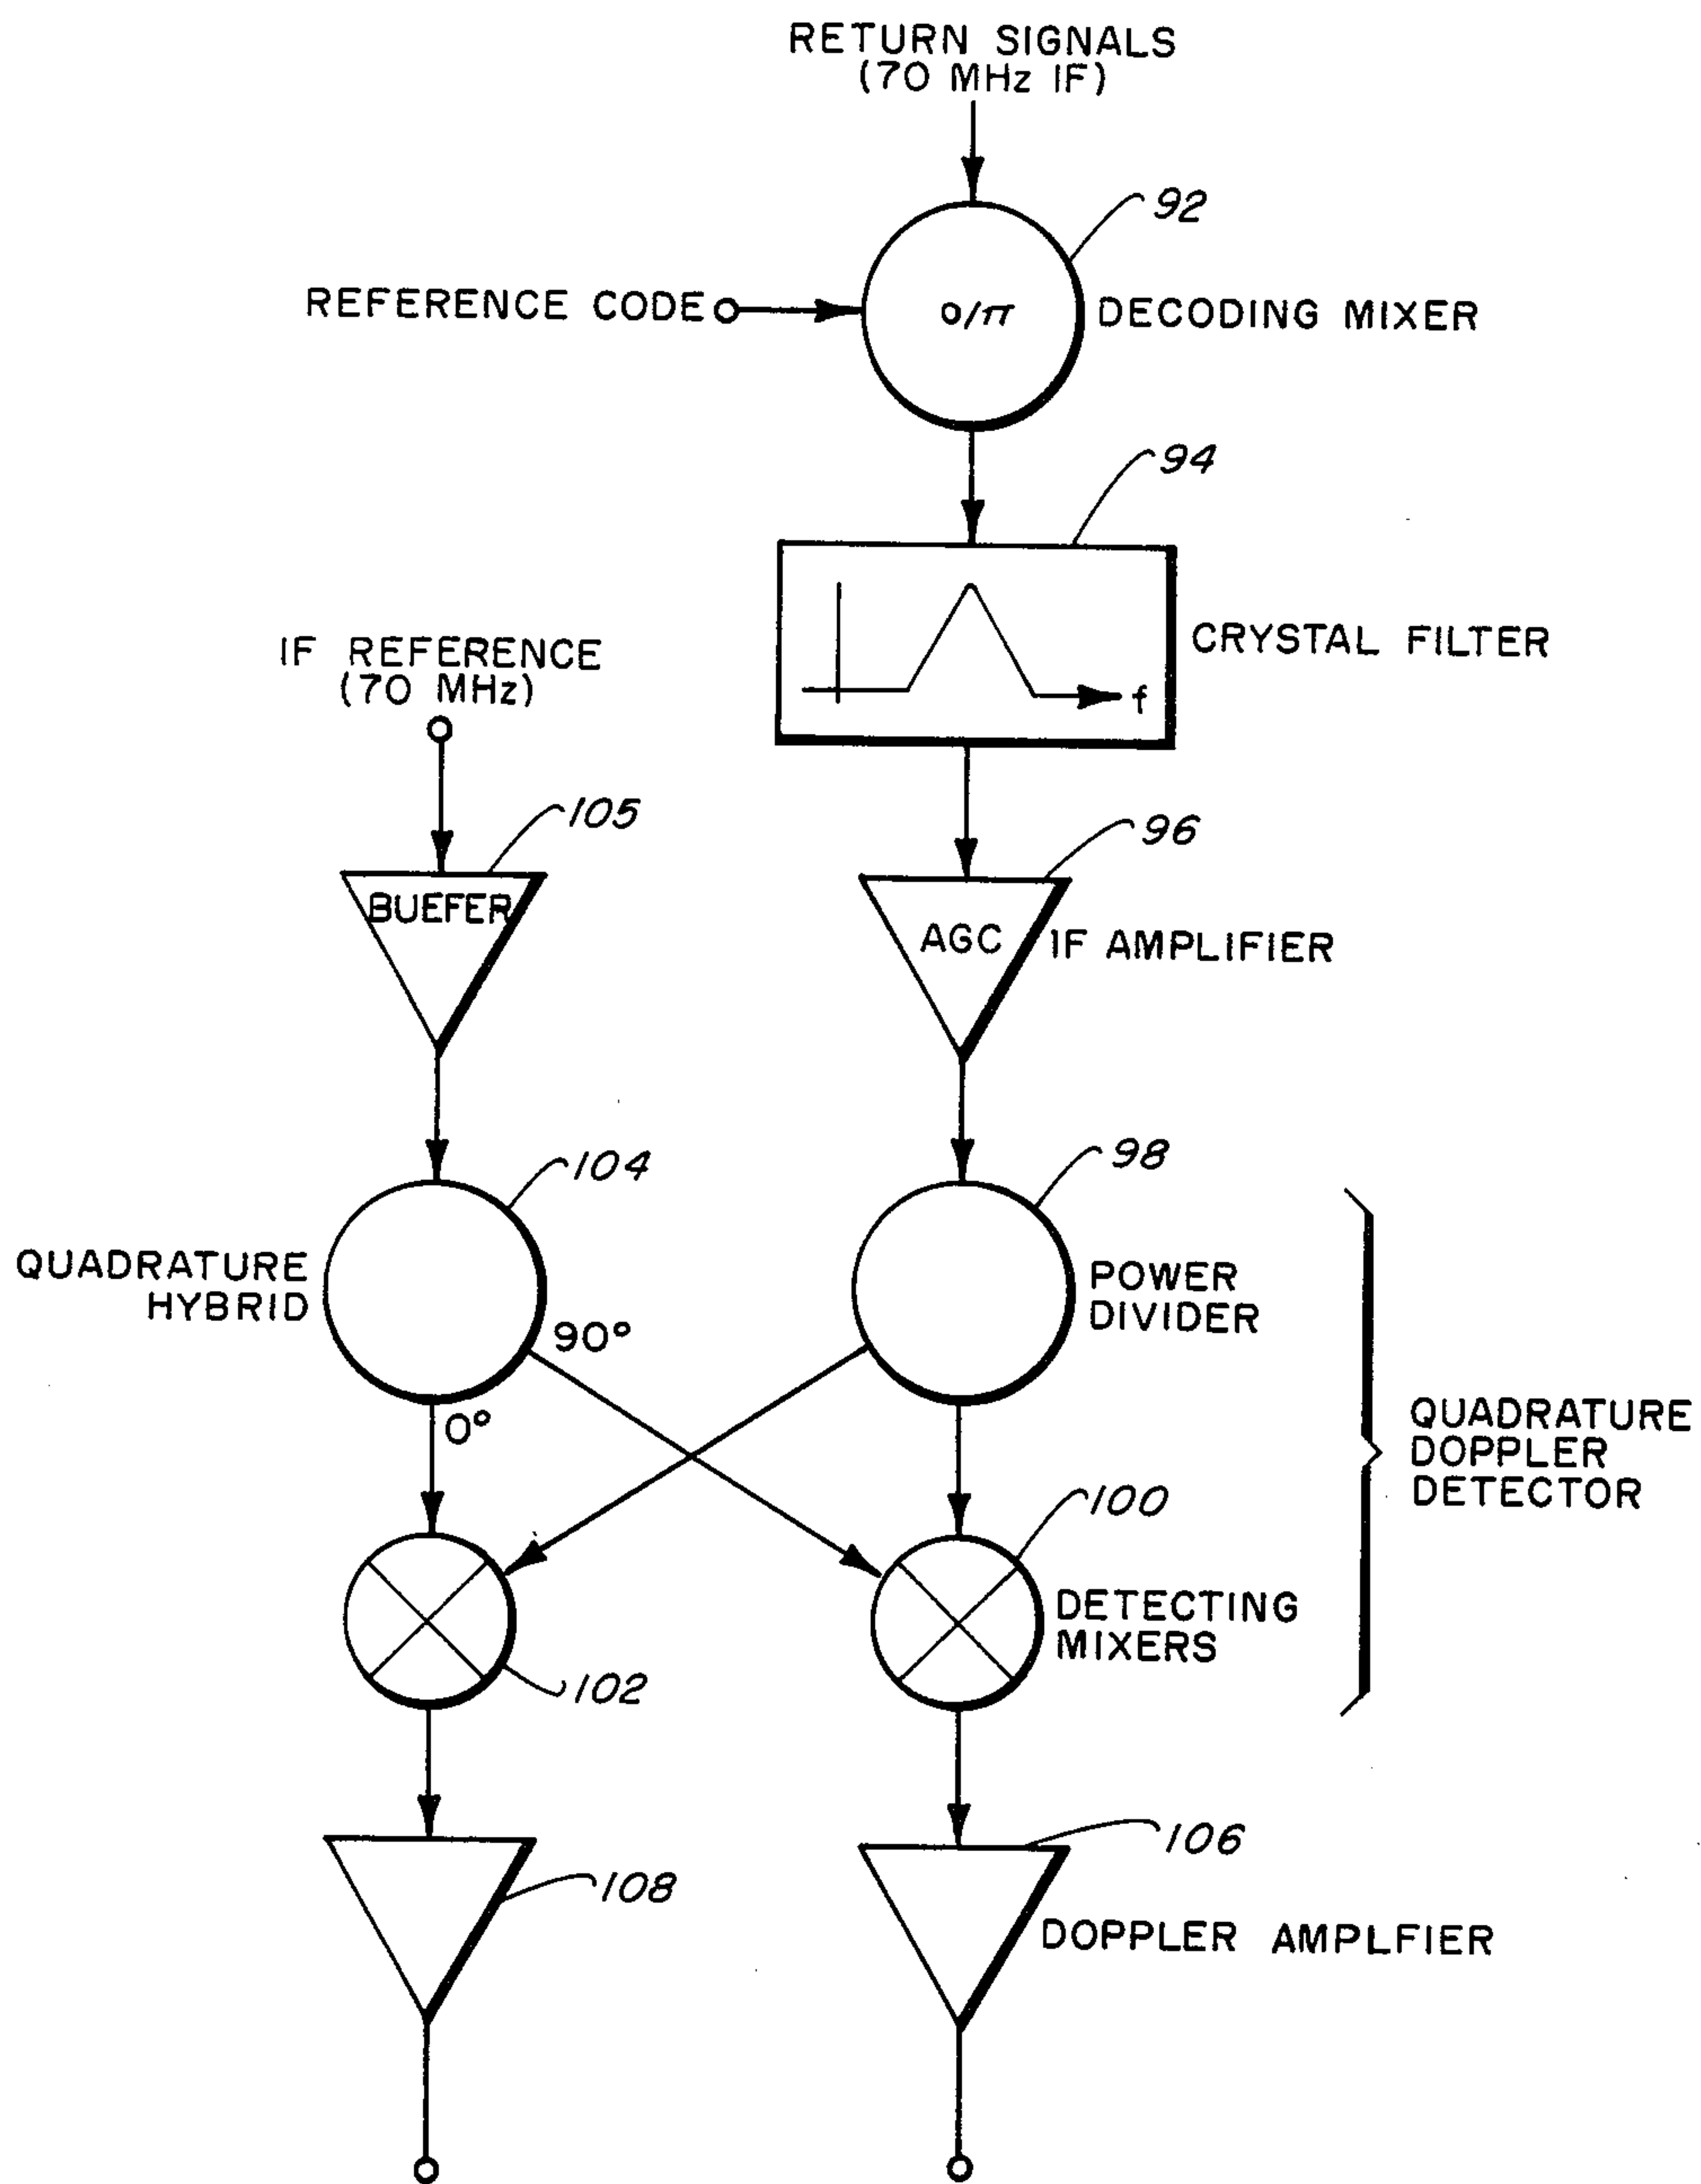 RETURN SIGNALS
(70 MHz IF)
92
REFERENCE CODE
0/π
DECODING MIXER
94
CRYSTAL FILTER
f
IF REFERENCE
(70 MHz)
105
BUEFER
96
AGC
IF AMPLIFIER
104
98
QUADRATURE
HYBRID
90°
0°
POWER
DIVIDER
QUADRATURE
DOPPLER
DETECTOR
100
DETECTING
MIXERS
102
106
108
DOPPLER AMPLFIER